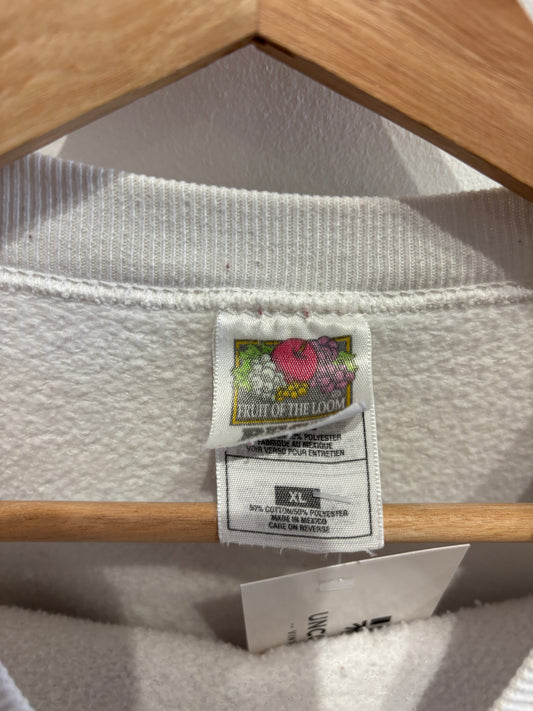 FRUIT OF THE LOOM
% POLYESTER
FABRIQUÉ AU MEXIQUE
VOIR VERSO POUR ENTRETIEN
XL
50% COTTON/50% POLYESTER
MADE IN MEXICO
CARE ON REVERSE
UNC